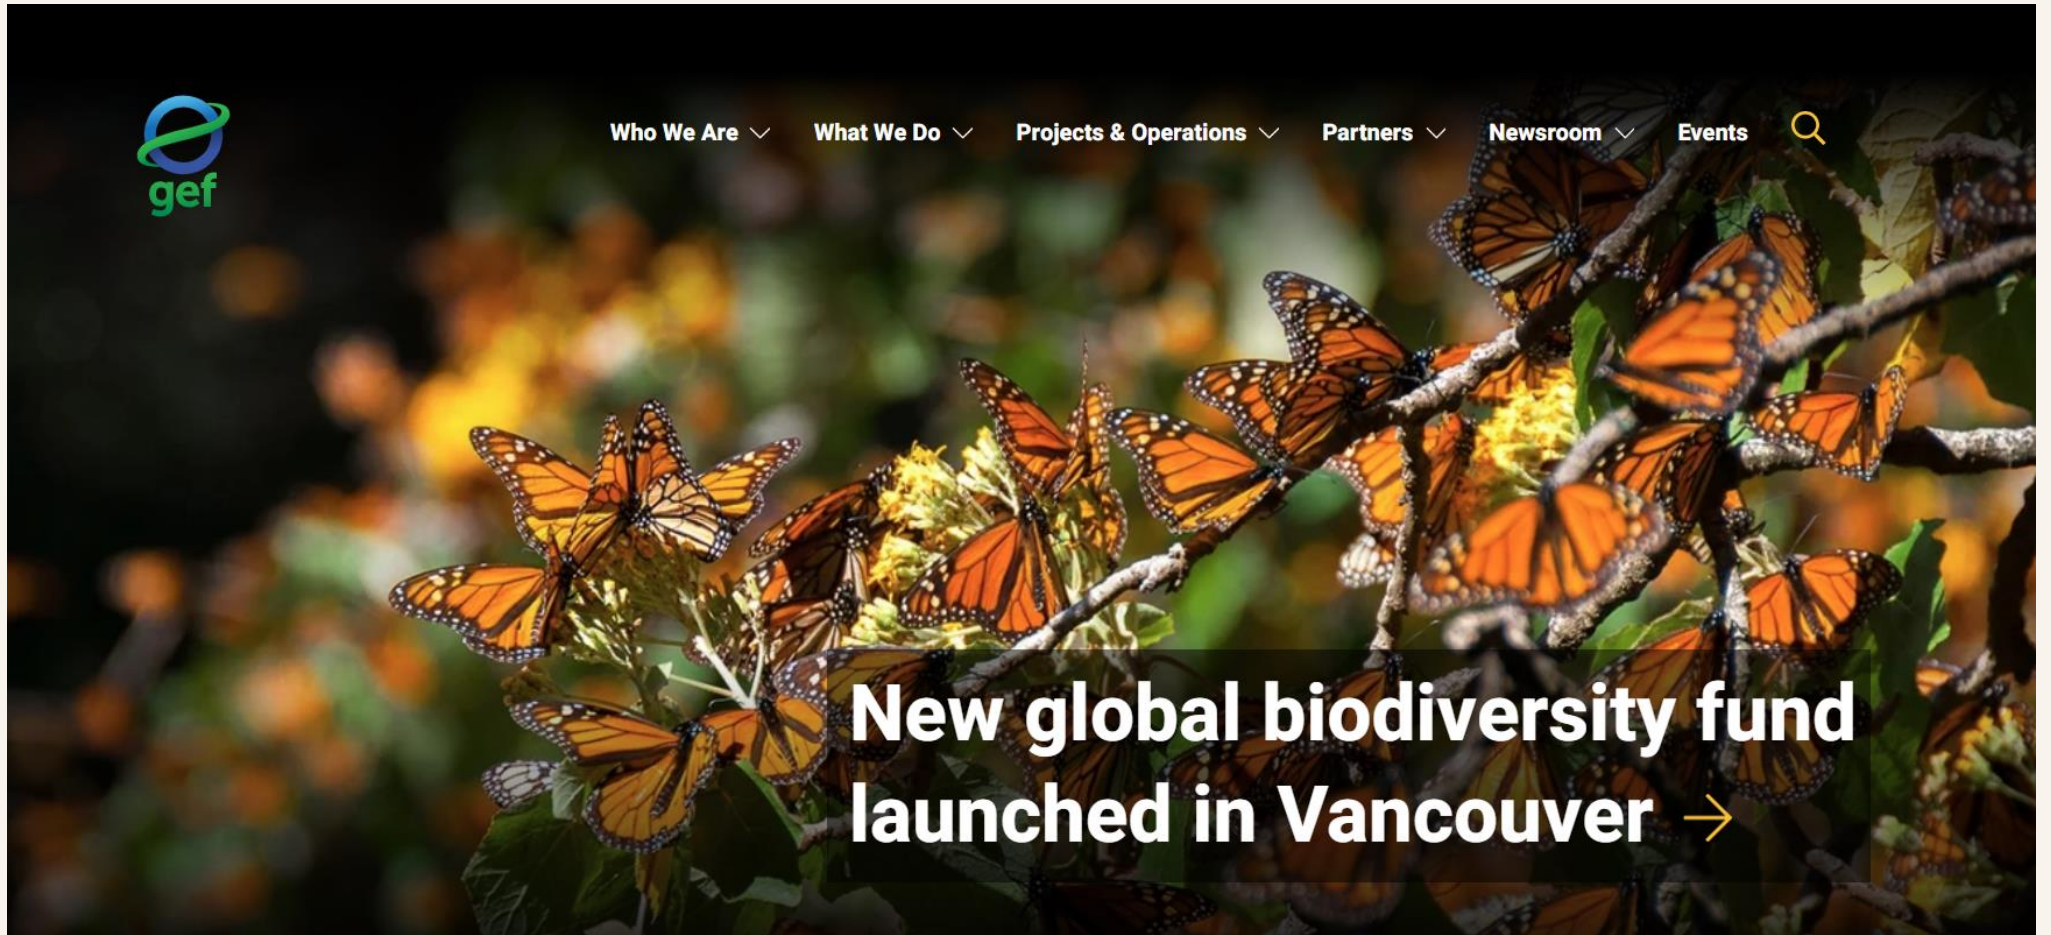 gef
Who We Are
What We Do
Projects & Operations
Partners
Newsroom
Events
New global biodiversity fund
launched in Vancouver